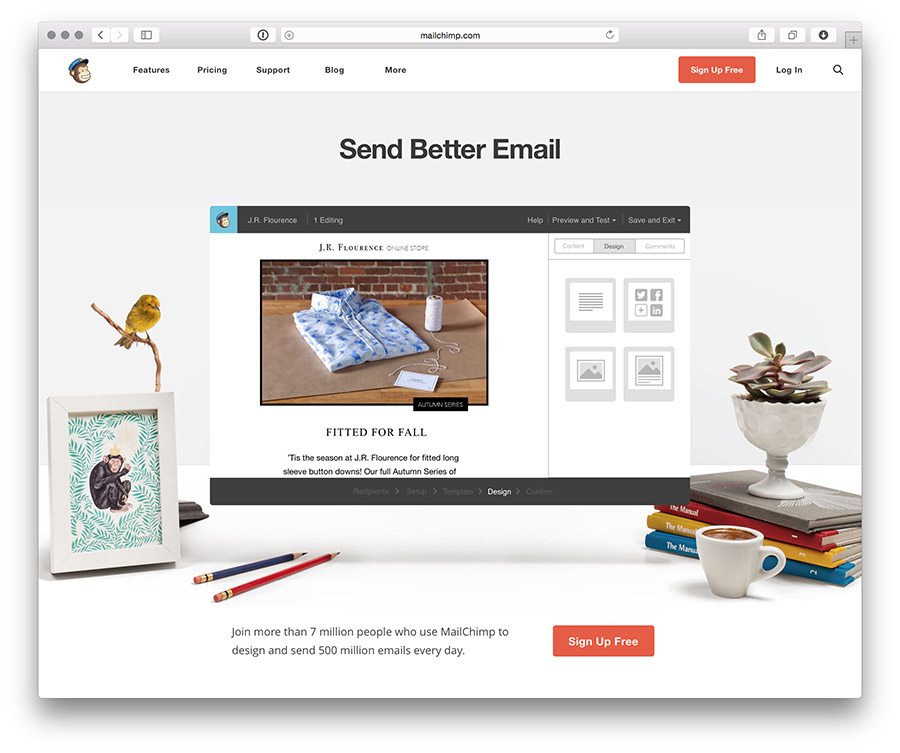 mailchimp.com
Features Pricing Support Blog More Sign Up Free Log In
Send Better Email
J.R. Flourence 1 Editing Help Preview and Test Save and Exit
J.R. Flourence ONLINE STORE
Content Design Comments
AUTUMN SERIES
FITTED FOR FALL
'Tis the season at J.R. Flourence for fitted long
sleeve button downs! Our full Autumn Series of
Recipients Setup Template Design Confirm
The Manual
The Manual
The Manua
Join more than 7 million people who use MailChimp to
design and send 500 million emails every day.
Sign Up Free